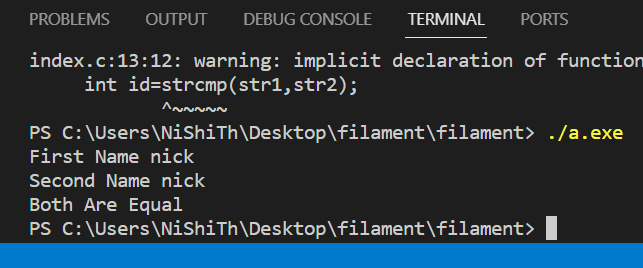 PROBLEMS OUTPUT DEBUG CONSOLE TERMINAL PORTS
index.c:13:12: warning: implicit declaration of function
int id=strcmp(str1,str2);
^~~~~~
PS C:\Users\NiShiTh\Desktop\filament\filament> ./a.exe
First Name nick
Second Name nick
Both Are Equal
PS C:\Users\NiShiTh\Desktop\filament\filament>